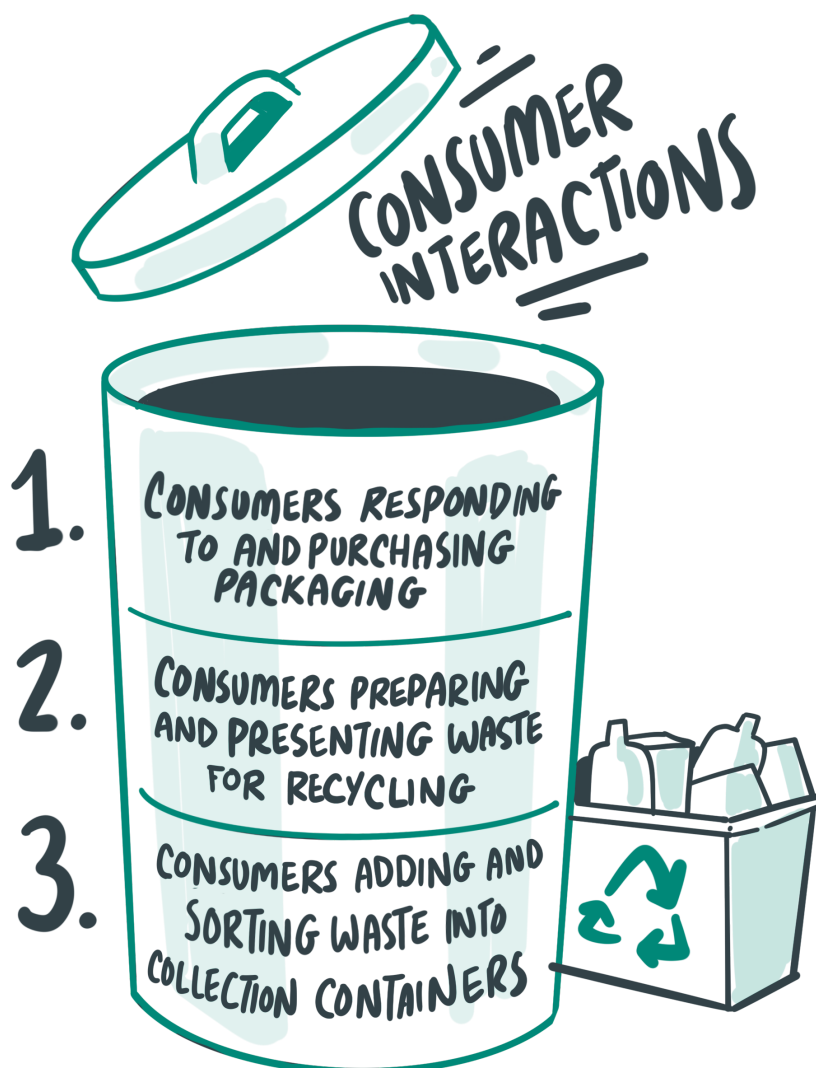 CONSUMER
INTERACTIONS
1.
CONSUMERS RESPONDING
TO AND PURCHASING
PACKAGING
2.
CONSUMERS PREPARING
AND PRESENTING WASTE
FOR RECYCLING
3.
CONSUMERS ADDING AND
SORTING WASTE INTO
COLLECTION CONTAINERS